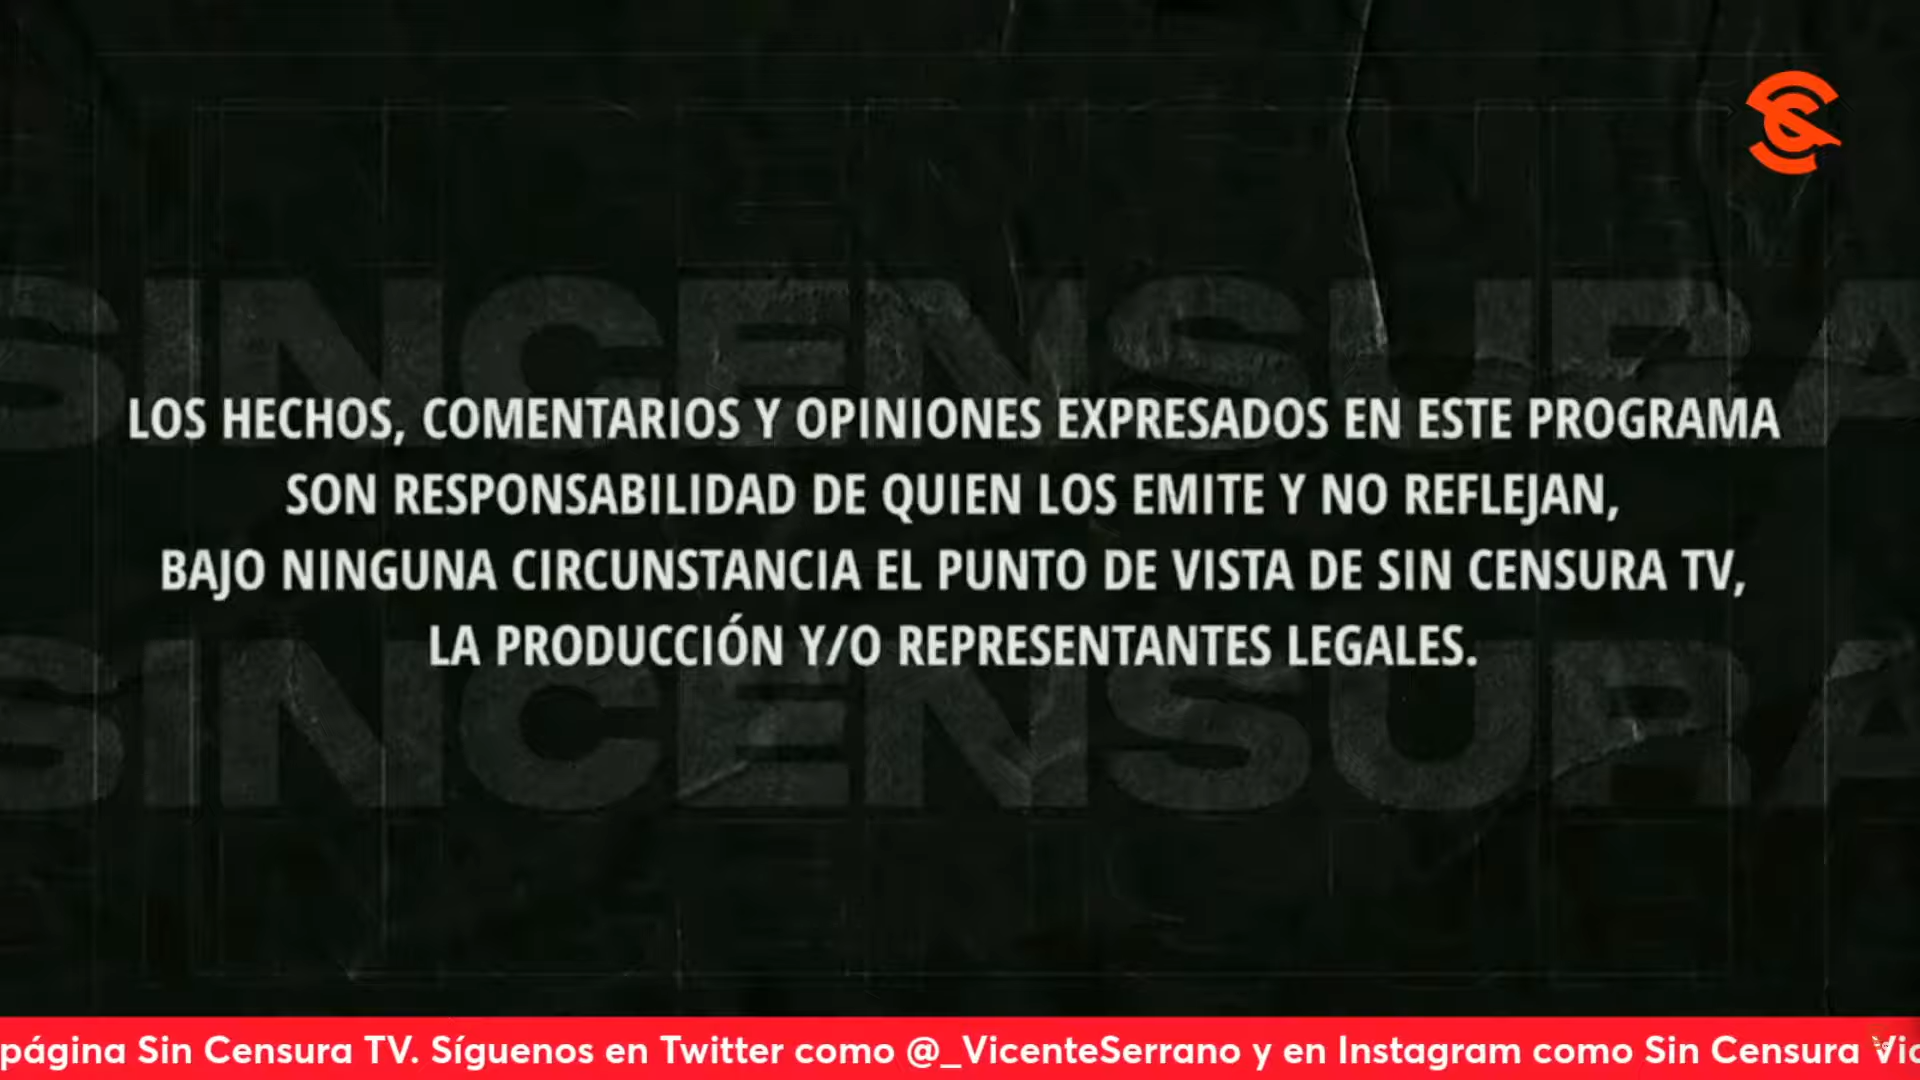 SINCENSURA
LOS HECHOS, COMENTARIOS Y OPINIONES EXPRESADOS EN ESTE PROGRAMA
SON RESPONSABILIDAD DE QUIEN LOS EMITE Y NO REFLEJAN,
BAJO NINGUNA CIRCUNSTANCIA EL PUNTO DE VISTA DE SIN CENSURA TV,
LA PRODUCCIÓN Y/O REPRESENTANTES LEGALES.
SINCENSURA
página Sin Censura TV. Síguenos en Twitter como @_VicenteSerrano y en Instagram como Sin Censura